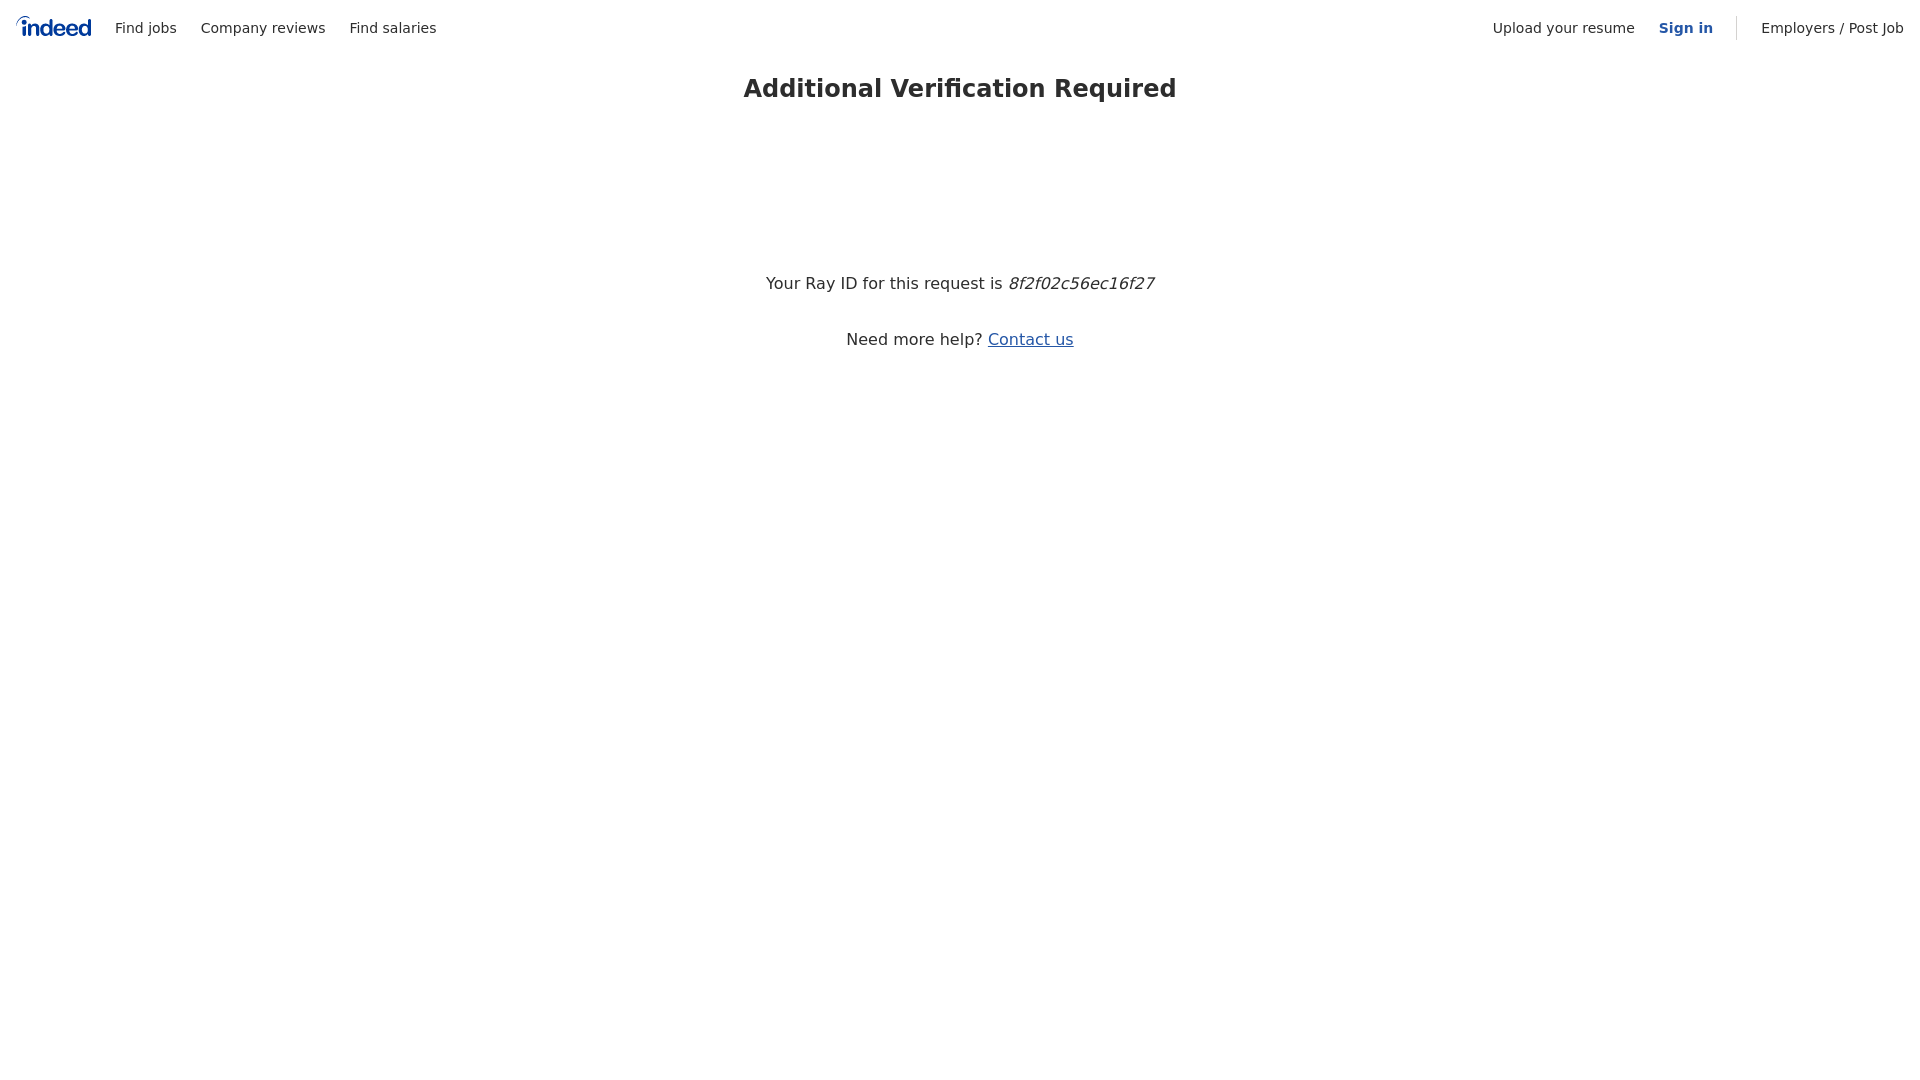 indeed Find jobs Company reviews Find salaries Upload your resume Sign in Employers / Post Job
Additional Verification Required
Your Ray ID for this request is 8f2f02c56ec16f27
Need more help? Contact us